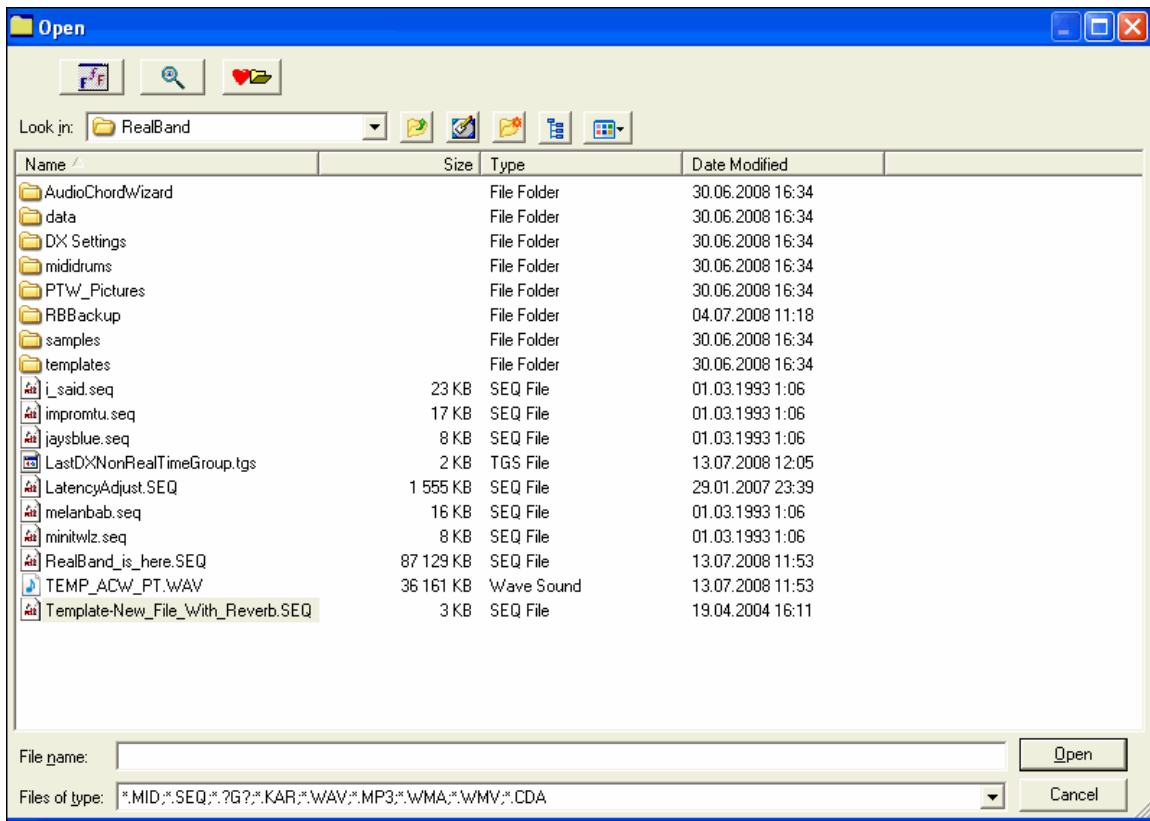 Open
F f F
Look in: RealBand
Name Size Type Date Modified
AudioChordWizard File Folder 30.06.2008 16:34
data File Folder 30.06.2008 16:34
DX Settings File Folder 30.06.2008 16:34
mididrums File Folder 30.06.2008 16:34
PTW_Pictures File Folder 30.06.2008 16:34
RBBackup File Folder 04.07.2008 11:18
samples File Folder 30.06.2008 16:34
templates File Folder 30.06.2008 16:34
i_said.seq 23 KB SEQ File 01.03.1993 1:06
impromtu.seq 17 KB SEQ File 01.03.1993 1:06
jaysblue.seq 8 KB SEQ File 01.03.1993 1:06
LastDXNonRealTimeGroup.tgs 2 KB TGS File 13.07.2008 12:05
LatencyAdjust.SEQ 1 555 KB SEQ File 29.01.2007 23:39
melanbab.seq 16 KB SEQ File 01.03.1993 1:06
minitwlz.seq 8 KB SEQ File 01.03.1993 1:06
RealBand_is_here.SEQ 87 129 KB SEQ File 13.07.2008 11:53
TEMP_ACW_PT.WAV 36 161 KB Wave Sound 13.07.2008 11:53
Template-New_File_With_Reverb.SEQ 3 KB SEQ File 19.04.2004 16:11
File name: Open
Files of type: *.MID;*.SEQ;*.?G?;*.KAR;*.WAV;*.MP3;*.WMA;*.WMV;*.CDA Cancel